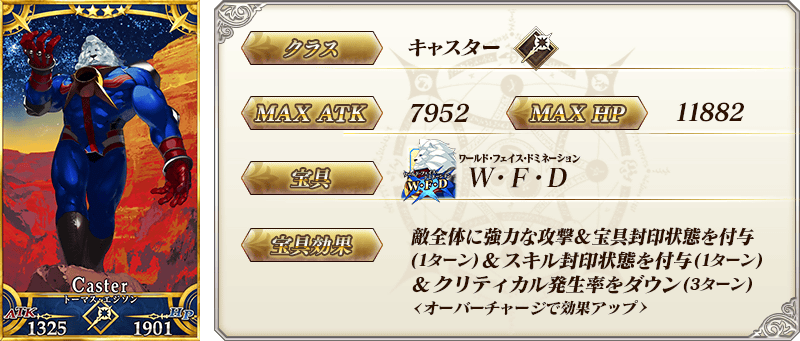 Caster
トーマス・エジソン
ATK
1325
HP
1901
クラス
キャスター
MAX ATK
7952
MAX HP
11882
宝具
W・F・D
ワールド・フェイス・ドミネーション
W・F・D
宝具効果
敵全体に強力な攻撃＆宝具封印状態を付与
(1ターン)＆スキル封印状態を付与(1ターン)
＆クリティカル発生率をダウン(3ターン)
<オーバーチャージで効果アップ>